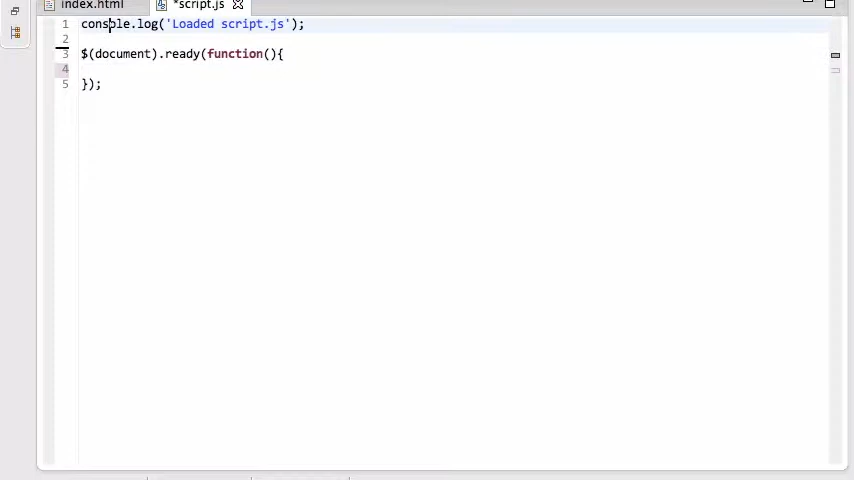 index.html
*script.js
1 console.log('Loaded script.js');
2
3 $(document).ready(function(){
4
5 });